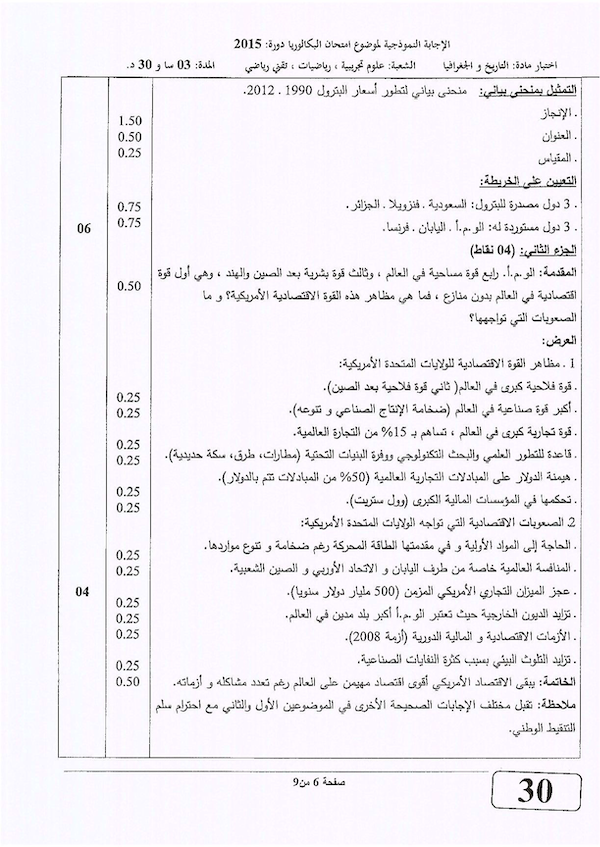 الإجابة النموذجية لموضوع امتحان البكالوريا دورة: 2015
اختبار مادة: التاريخ و الجغرافيا الشعبة: علوم تجريبية ، رياضيات ، تقني رياضي المدة: 03 سا و 30 د.
التمثيل بمنحنى بياني: منحنى بياني لتطور أسعار البترول 1990 ـ 2012.
ـ الإنجاز 1.50
ـ العنوان 0.50
ـ المقياس 0.25
التعيين على الخريطة:
ـ 3 دول مصدرة للبترول: السعودية ـ فنزويلا ـ الجزائر. 0.75
ـ 3 دول مستوردة له: الو.م.أ ـ اليابان ـ فرنسا. 0.75 06
الجزء الثاني: (04 نقاط)
المقدمة: الو.م.أ. رابع قوة مساحية في العالم ، وثالث قوة بشرية بعد الصين والهند ، وهي أول قوة 0.50
اقتصادية في العالم بدون منازع ، فما هي مظاهر هذه القوة الاقتصادية الأمريكية؟ و ما
الصعوبات التي تواجهها؟
العرض:
1 ـ مظاهر القوة الاقتصادية للولايات المتحدة الأمريكية:
ـ قوة فلاحية كبرى في العالم( ثاني قوة فلاحية بعد الصين). 0.25
ـ أكبر قوة صناعية في العالم (ضخامة الإنتاج الصناعي و تنوعه). 0.25
ـ قوة تجارية كبرى في العالم ، تساهم بـ 15% من التجارة العالمية. 0.25
ـ قاعدة للتطور العلمي والبحث التكنولوجي ووفرة البنيات التحتية (مطارات، طرق، سكة حديدية). 0.25
ـ هيمنة الدولار على المبادلات التجارية العالمية (50% من المبادلات تتم بالدولار). 0.25
ـ تحكمها في المؤسسات المالية الكبرى (وول ستريت). 0.25
2ـ الصعوبات الاقتصادية التي تواجه الولايات المتحدة الأمريكية:
ـ الحاجة إلى المواد الأولية و في مقدمتها الطاقة المحركة رغم ضخامة و تنوع مواردها. 0.25
ـ المنافسة العالمية خاصة من طرف اليابان و الاتحاد الأوربي و الصين الشعبية. 0.25
ـ عجز الميزان التجاري الأمريكي المزمن (500 مليار دولار سنويا). 0.25 04
ـ تزايد الديون الخارجية حيث تعتبر الو.م.أ أكبر بلد مدين في العالم. 0.25
ـ الأزمات الاقتصادية و المالية الدورية (أزمة 2008). 0.25
ـ تزايد التلوث البيئي بسبب كثرة النفايات الصناعية. 0.25
الخاتمة: يبقى الاقتصاد الأمريكي أقوى اقتصاد مهيمن على العالم رغم تعدد مشاكله و أزماته. 0.50
ملاحظة: تقبل مختلف الإجابات الصحيحة الأخرى في الموضوعين الأول والثاني مع احترام سلم
التنقيط الوطني.
صفحة 6 من9
30